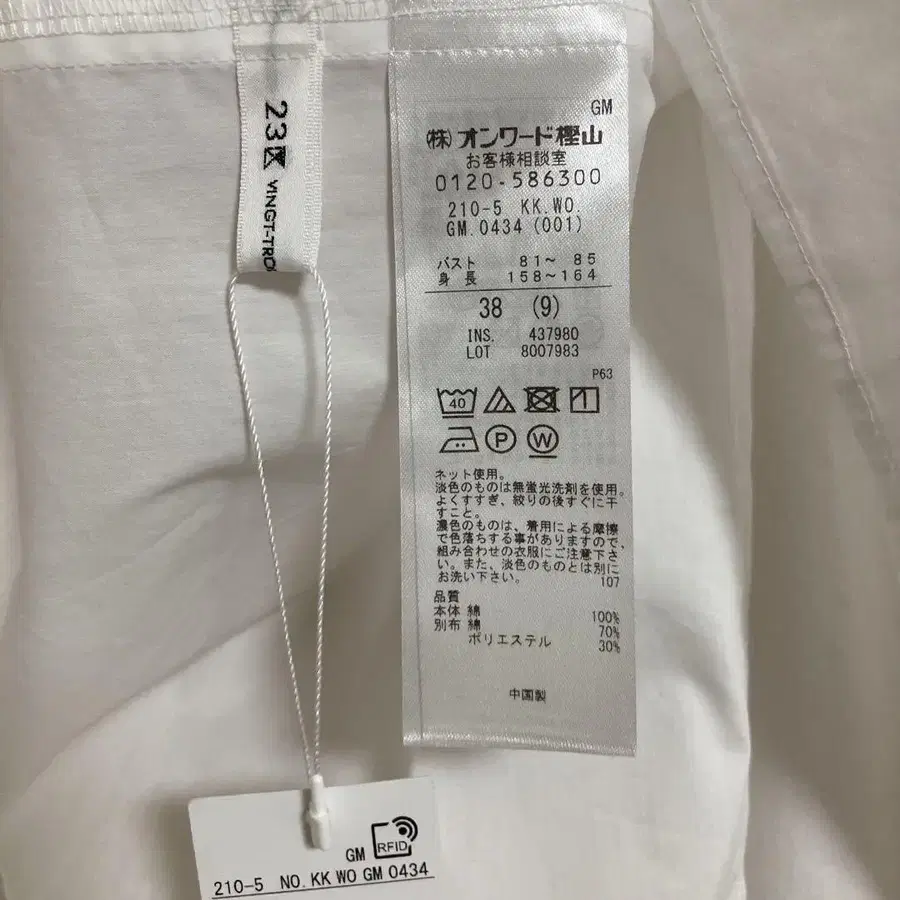 23区
VINGT-TROI
GM
(株)オンワード樫山
お客様相談室
0120-586300
210-5 KK.WO.
GM.0434 (001)
バスト 81~ 85
身長 158~164
38 (9)
INS. 437980
LOT 8007983
P63
40
1
P
W
ネット使用。
淡色のものは無蛍光洗剤を使用。
よくすすぎ、絞りの後すぐに干
すこと。
濃色のものは、着用による摩擦
で色落ちする事がありますので、
組み合わせの衣服にご注意下さ
い。また、淡色のものとは別に
お洗い下さい。 107
品質
本体 綿 100%
別布 綿 70%
ポリエステル 30%
中国製
GM RFID
210-5 NO.KK WO GM 0434